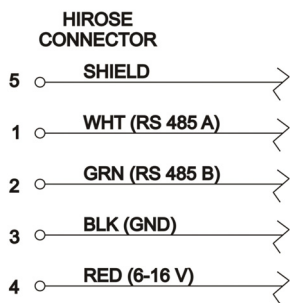 HIROSE
CONNECTOR
5 SHIELD
1 WHT (RS 485 A)
2 GRN (RS 485 B)
3 BLK (GND)
4 RED (6-16 V)